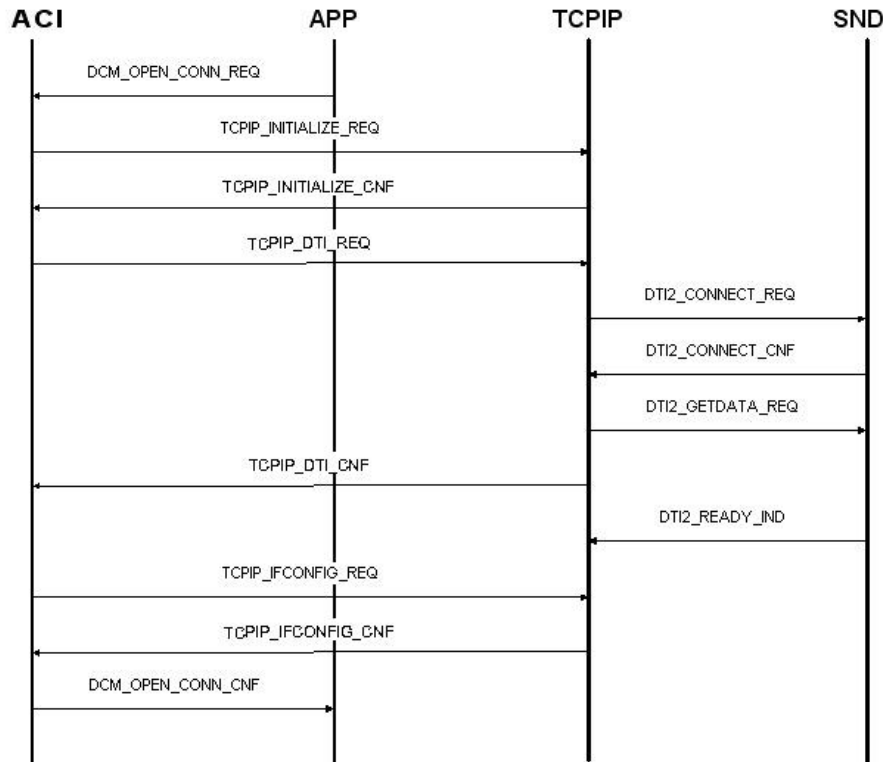 ACI APP TCPIP SND
DCM_OPEN_CONN_REQ
TCPIP_INITIALIZE_REQ
TCPIP_INITIALIZE_CNF
TCPIP_DTI_REQ
DTI2_CONNECT_REQ
DTI2_CONNECT_CNF
DTI2_GETDATA_REQ
TCPIP_DTI_CNF
DTI2_READY_IND
TCPIP_IFCONFIG_REQ
TCPIP_IFCONFIG_CNF
DCM_OPEN_CONN_CNF